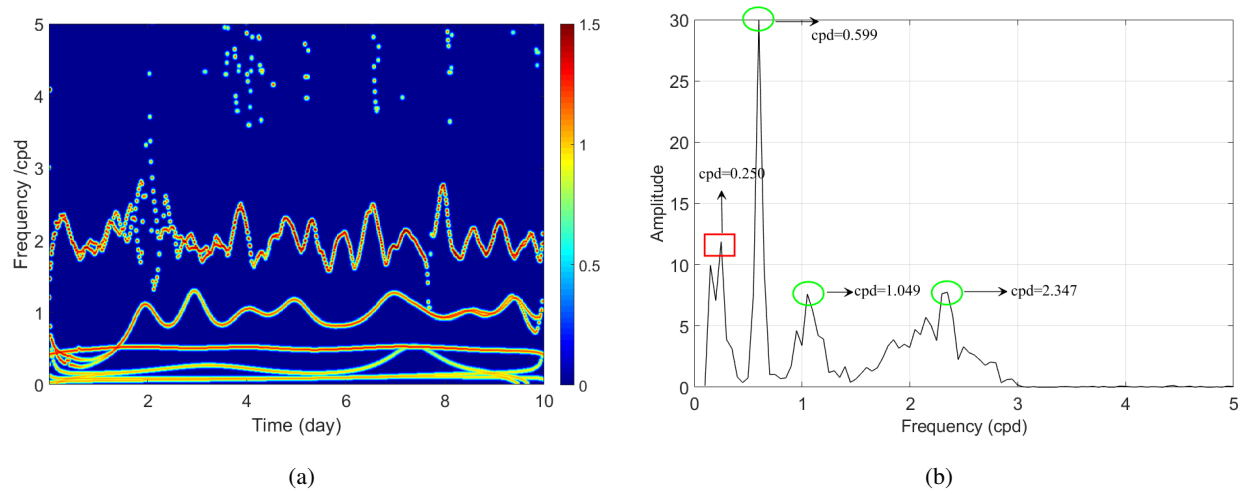 5
4
3
2
1
0
Frequency /cpd
2
4
6
8
10
Time (day)
1.5
1
0.5
0
(a)
30
25
20
15
10
5
0
Amplitude
cpd=0.599
cpd=0.250
cpd=1.049
cpd=2.347
0
1
2
3
4
5
Frequency (cpd)
(b)